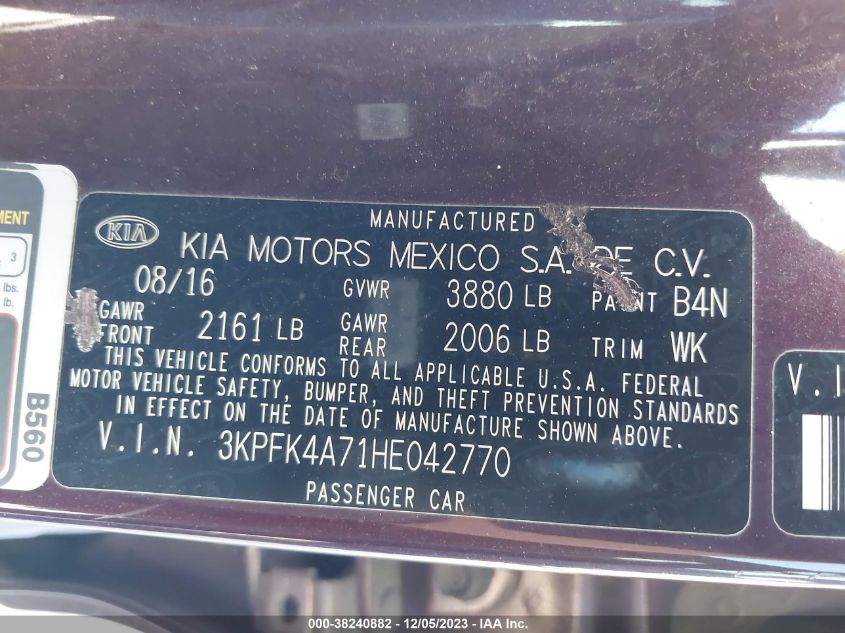 MANUFACTURED
KIA KIA MOTORS MEXICO S.A. DE C.V.
08/16 GVWR 3880 LB PAINT B4N
GAWR FRONT 2161 LB GAWR REAR 2006 LB TRIM WK
THIS VEHICLE CONFORMS TO ALL APPLICABLE U.S.A. FEDERAL
MOTOR VEHICLE SAFETY, BUMPER, AND THEFT PREVENTION STANDARDS
IN EFFECT ON THE DATE OF MANUFACTURE SHOWN ABOVE.
V.I.N. 3KPFK4A71HE042770
PASSENGER CAR
MENT
3
lbs.
lb.
B560
V.I
000-38240882 - 12/05/2023 - IAA Inc.